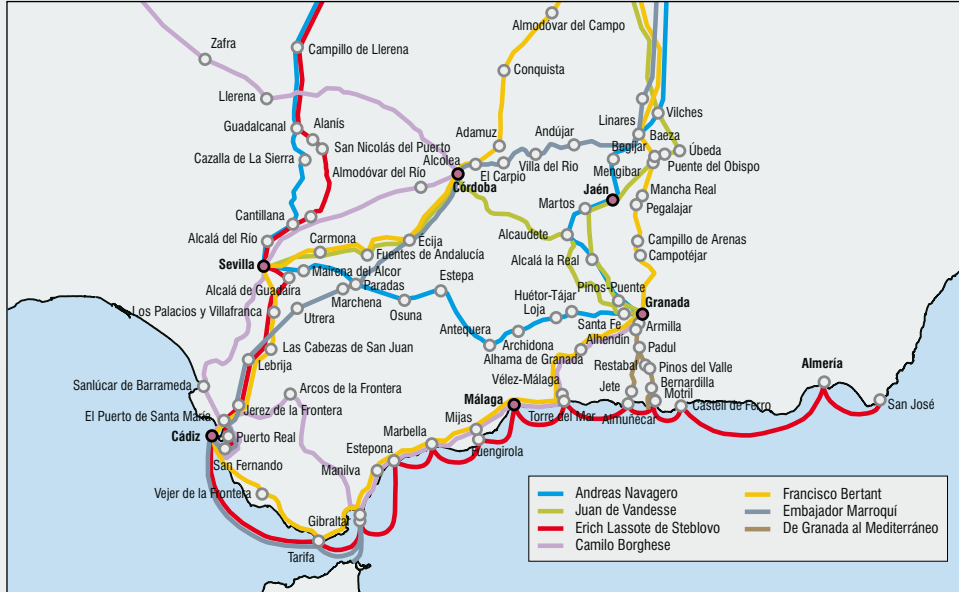 Almodóvar del Campo
Zafra
Campillo de Llerena
Conquista
Llerena
Vilches
Linares
Guadalcanal
Alanís
Adamuz
Andújar
Baeza
San Nicolás del Puerto
Begijar
Úbeda
Cazalla de La Sierra
Alcolea
Villa del Río
El Carpio
Mengibar
Puente del Obispo
Almodóvar del Río
Córdoba
Jaén
Mancha Real
Martos
Pegalajar
Cantillana
Alcaudete
Campillo de Arenas
Alcalá del Río
Carmona
Écija
Fuentes de Andalucía
Alcalá la Real
Campotéjar
Sevilla
Mairena del Alcor
Estepa
Alcalá de Guadaira
Paradas
Pinos-Puente
Marchena
Huétor-Tájar
Granada
Los Palacios y Villafranca
Utrera
Osuna
Loja
Santa Fe
Armilla
Antequera
Archidona
Alhendin
Las Cabezas de San Juan
Padul
Lebrija
Alhama de Granada
Restabal
Pinos del Valle
Almería
Sanlúcar de Barrameda
Arcos de la Frontera
Vélez-Málaga
Bernardilla
Jete
Motril
San José
El Puerto de Santa María
Jerez de la Frontera
Málaga
Torre del Mar
Almuñécar
Castell de Ferro
Mijas
Cádiz
Puerto Real
Marbella
Fuengirola
Estepona
San Fernando
Manilva
Vejer de la Frontera
Gibraltar
Tarifa
Andreas Navagero
Juan de Vandesse
Erich Lassote de Steblovo
Camilo Borghese
Francisco Bertant
Embajador Marroquí
De Granada al Mediterráneo